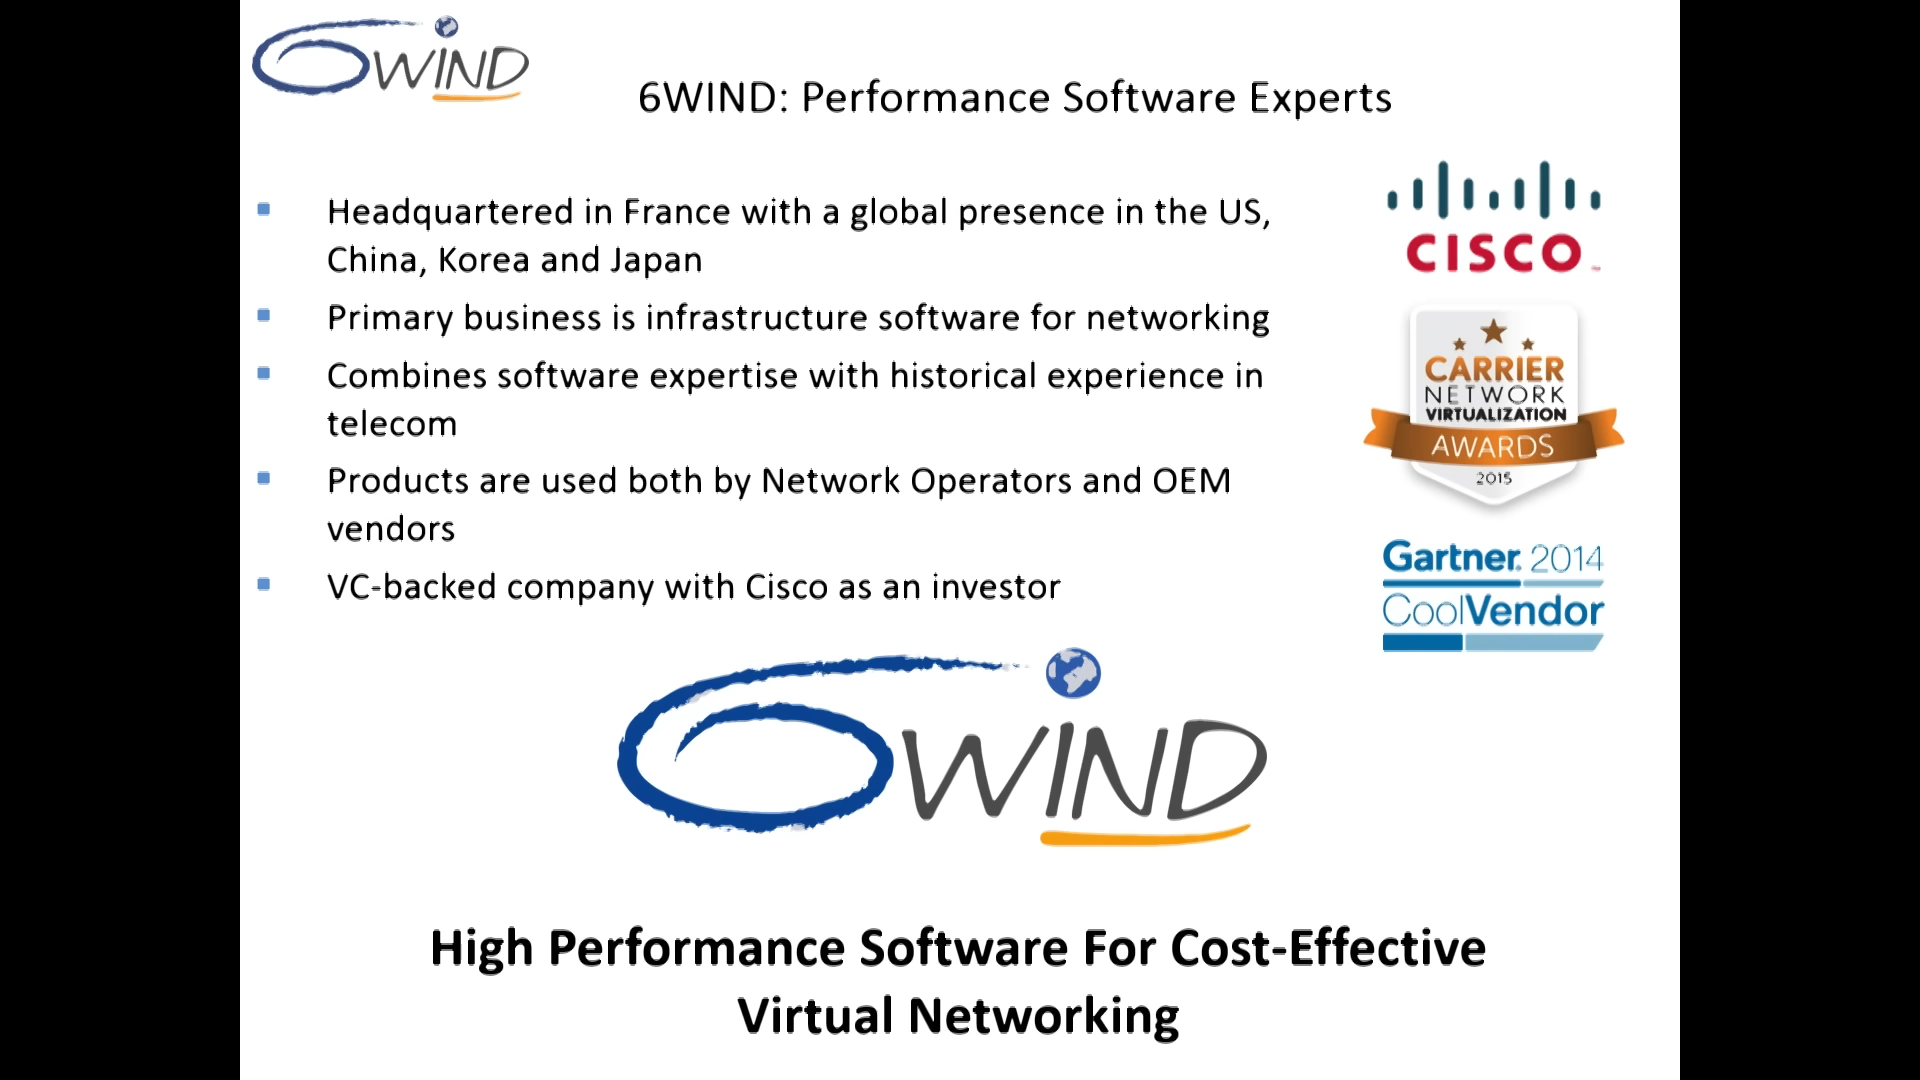 6WIND
6WIND: Performance Software Experts
Headquartered in France with a global presence in the US,
China, Korea and Japan
Primary business is infrastructure software for networking
Combines software expertise with historical experience in
telecom
Products are used both by Network Operators and OEM
vendors
VC-backed company with Cisco as an investor
CISCO
CARRIER
NETWORK
VIRTUALIZATION
AWARDS
2015
Gartner. 2014
CoolVendor
6WIND
High Performance Software For Cost-Effective
Virtual Networking